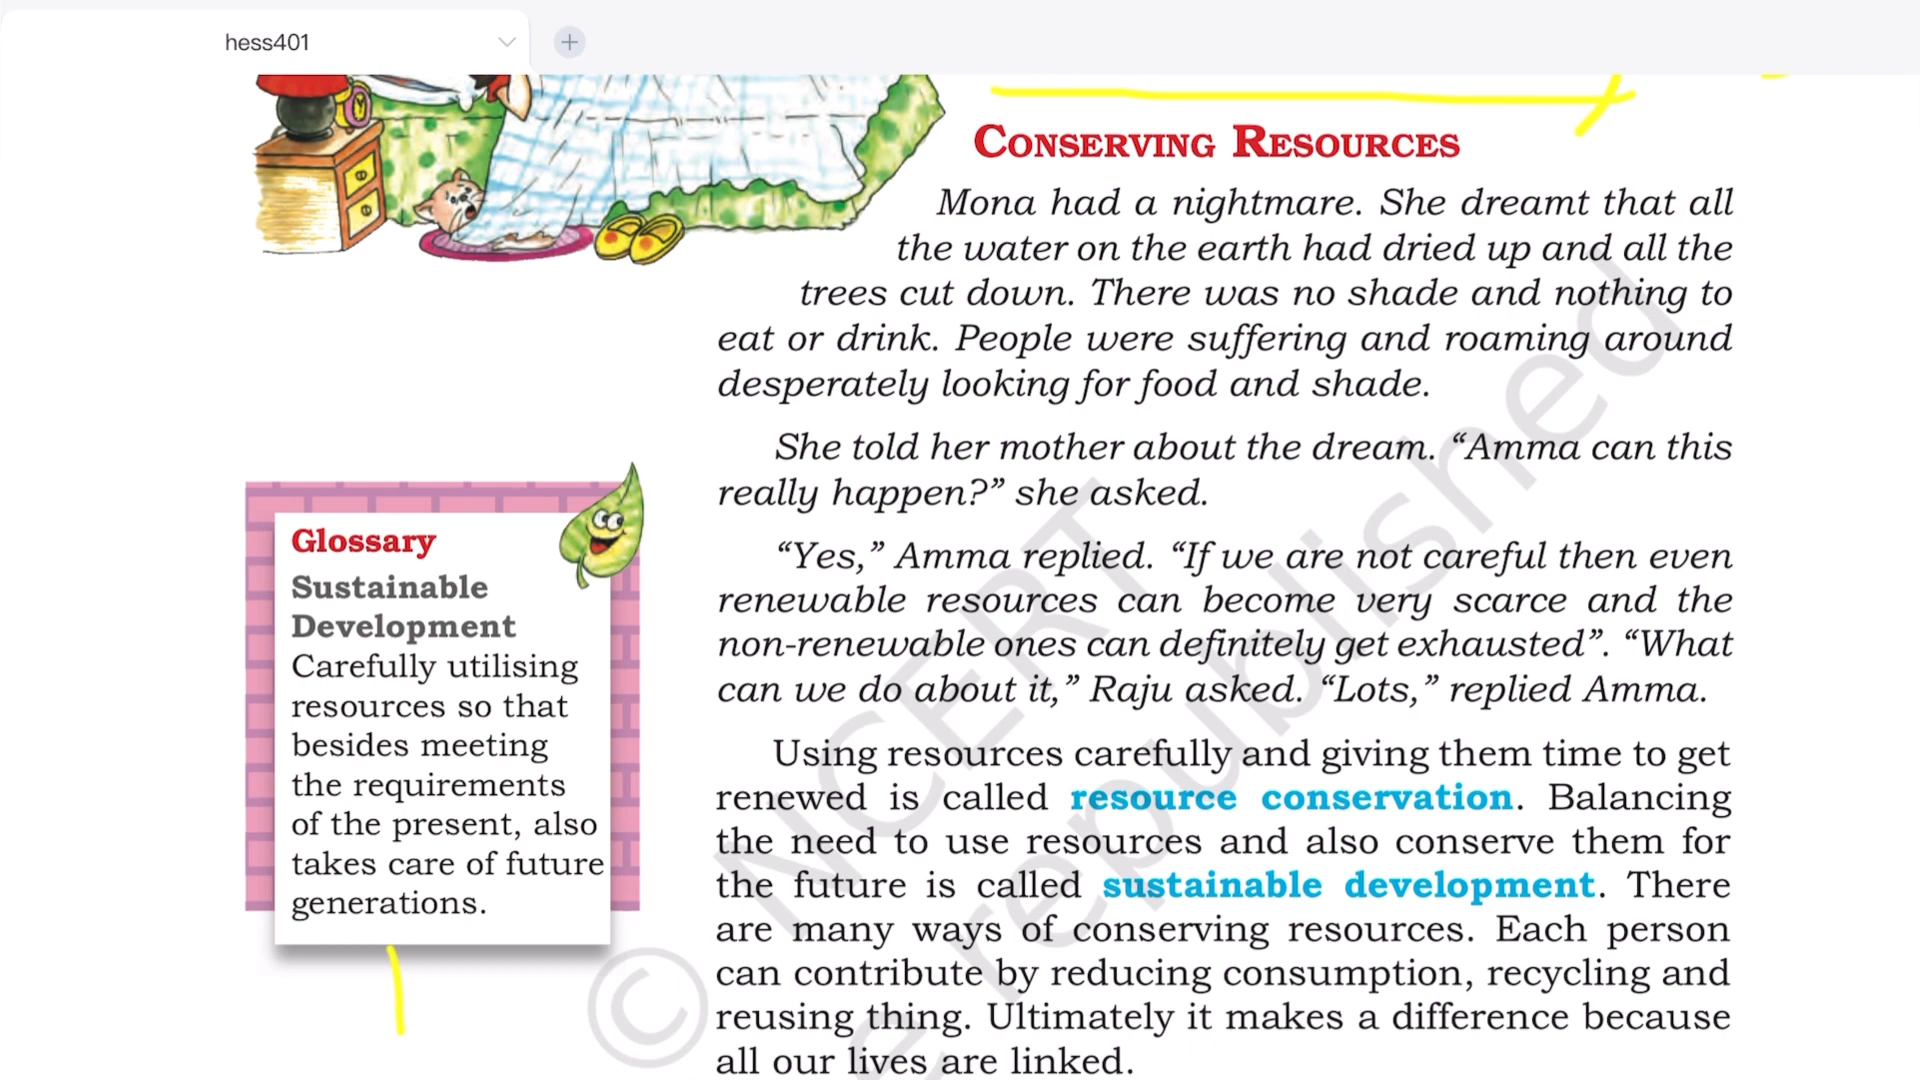 hess401
CONSERVING RESOURCES
Mona had a nightmare. She dreamt that all
the water on the earth had dried up and all the
trees cut down. There was no shade and nothing to
eat or drink. People were suffering and roaming around
desperately looking for food and shade.
She told her mother about the dream. “Amma can this
really happen?” she asked.
“Yes,” Amma replied. “If we are not careful then even
renewable resources can become very scarce and the
non-renewable ones can definitely get exhausted”. “What
can we do about it,” Raju asked. “Lots,” replied Amma.
Using resources carefully and giving them time to get
renewed is called resource conservation. Balancing
the need to use resources and also conserve them for
the future is called sustainable development. There
are many ways of conserving resources. Each person
can contribute by reducing consumption, recycling and
reusing thing. Ultimately it makes a difference because
all our lives are linked.
Glossary
Sustainable
Development
Carefully utilising
resources so that
besides meeting
the requirements
of the present, also
takes care of future
generations.
© NCERT
republished